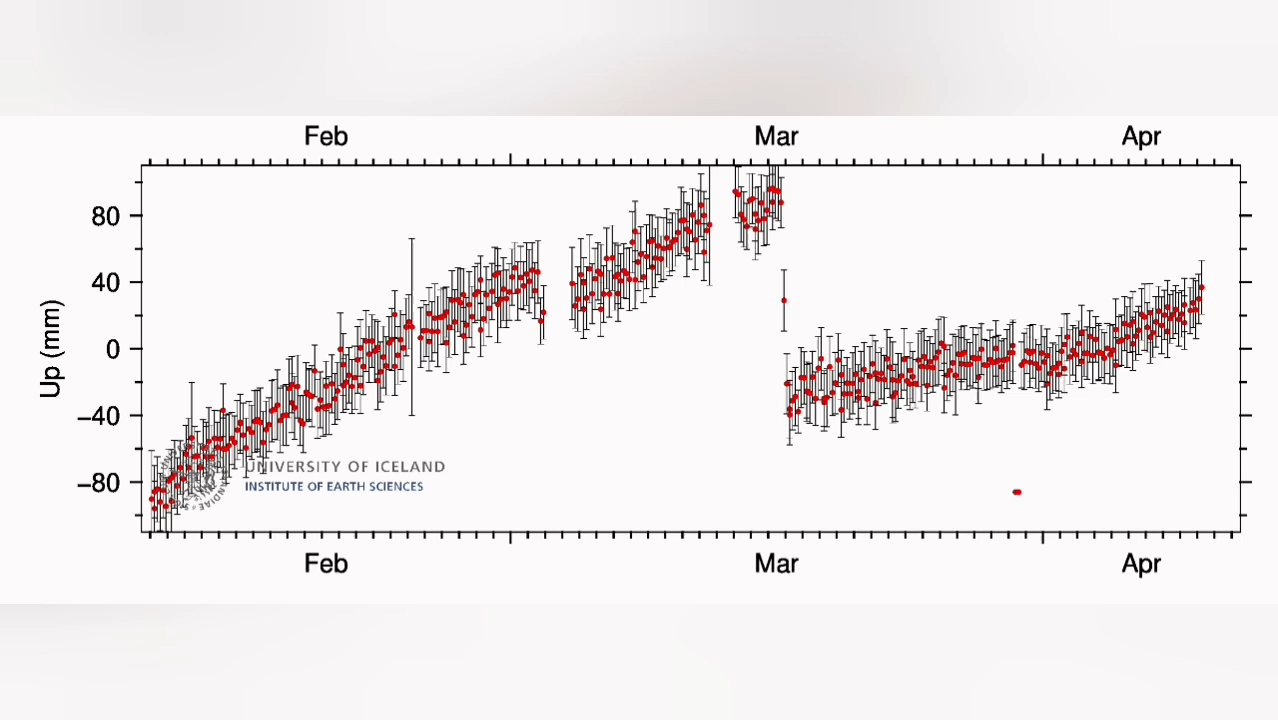 Feb Mar Apr
80
40
0
−40
−80
Up (mm)
UNIVERSITY OF ICELAND
INSTITUTE OF EARTH SCIENCES
Feb Mar Apr